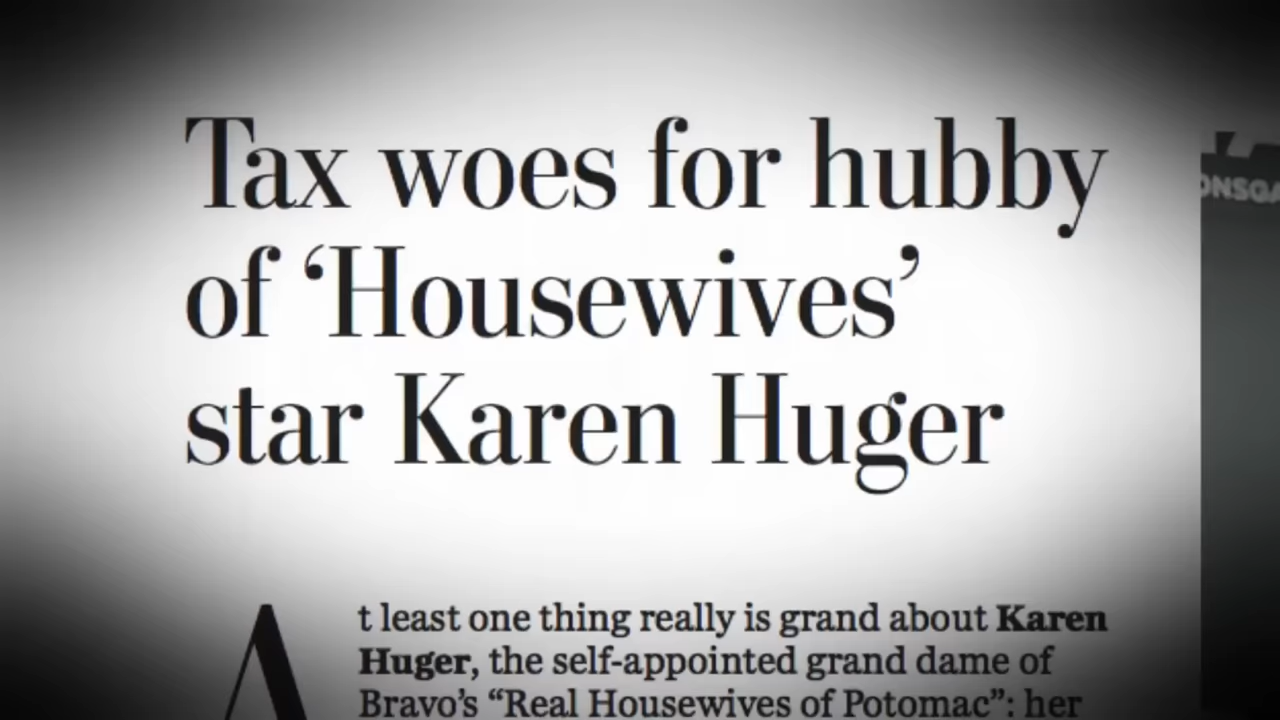 Tax woes for hubby
of ‘Housewives’
star Karen Huger
At least one thing really is grand about Karen
Huger, the self-appointed grand dame of
Bravo’s “Real Housewives of Potomac”: her
ONSGA